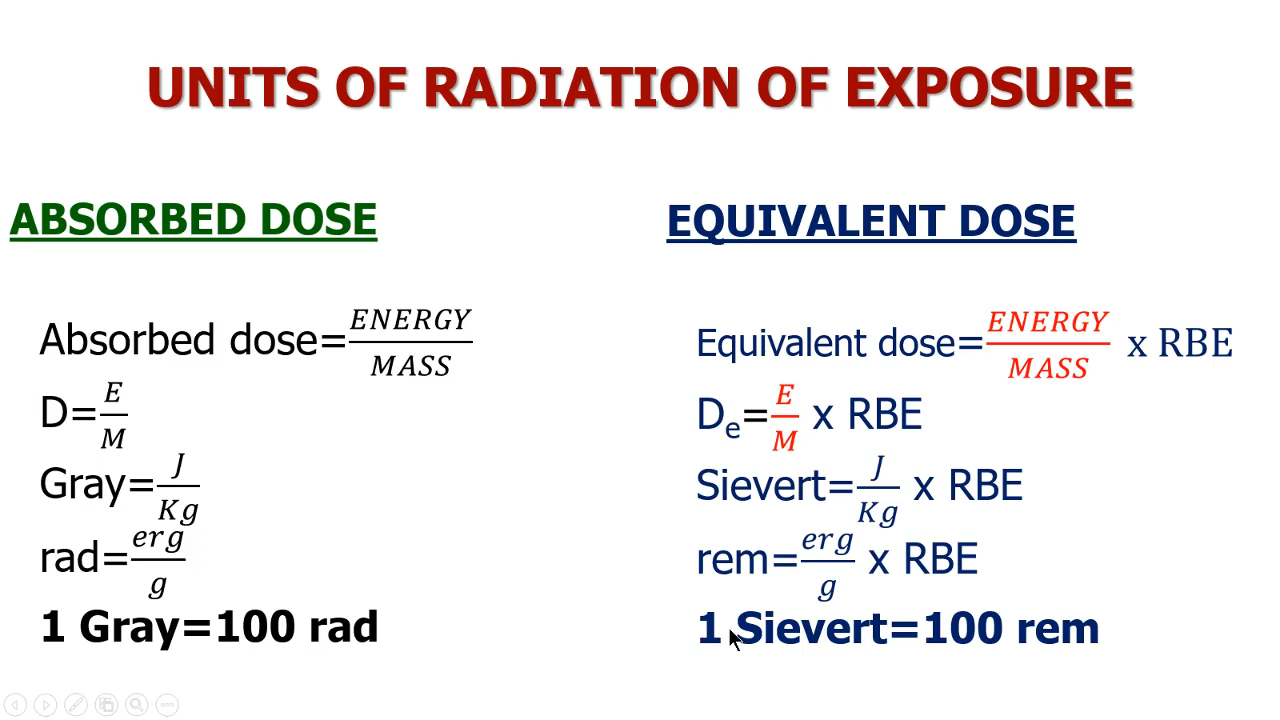 UNITS OF RADIATION OF EXPOSURE
ABSORBED DOSE
Absorbed dose=ENERGY/MASS
D=E/M
Gray=J/Kg
rad=erg/g
1 Gray=100 rad
EQUIVALENT DOSE
Equivalent dose=ENERGY/MASS x RBE
De=E/M x RBE
Sievert=J/Kg x RBE
rem=erg/g x RBE
1 Sievert=100 rem